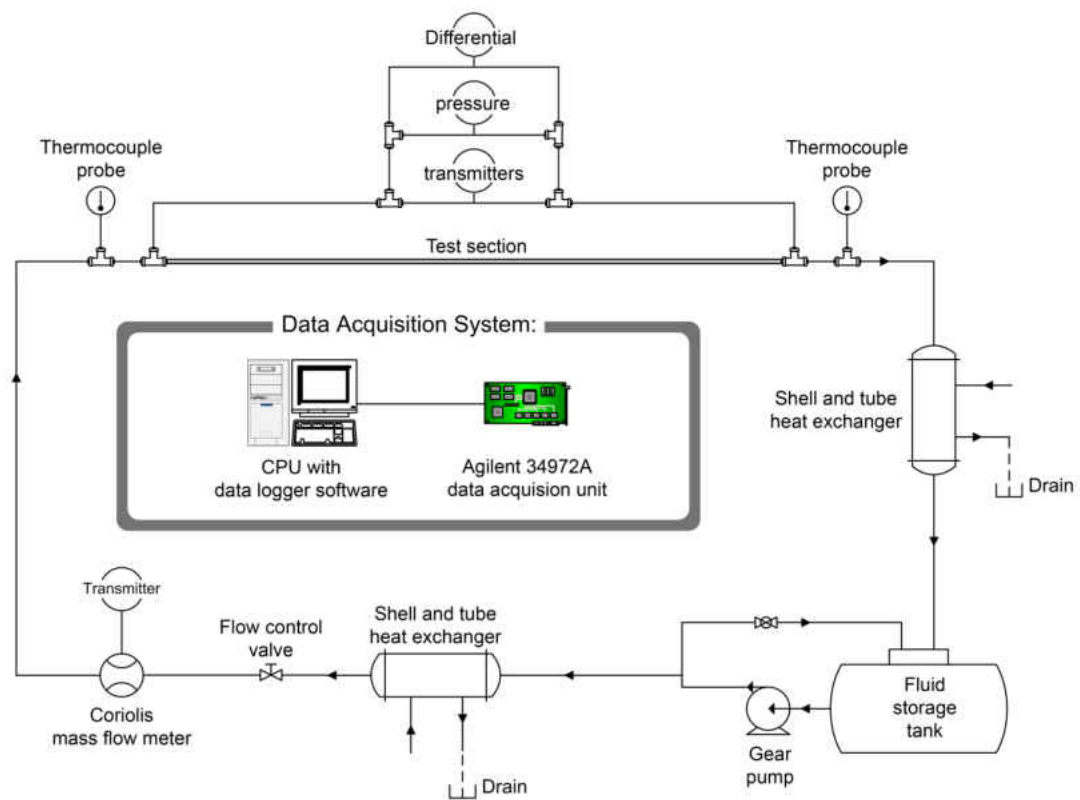 Differential
pressure
transmitters
Thermocouple
probe
Thermocouple
probe
Test section
Data Acquisition System:
CPU with
data logger software
Agilent 34972A
data acquision unit
Shell and tube
heat exchanger
Drain
Transmitter
Coriolis
mass flow meter
Flow control
valve
Shell and tube
heat exchanger
Drain
Gear
pump
Fluid
storage
tank